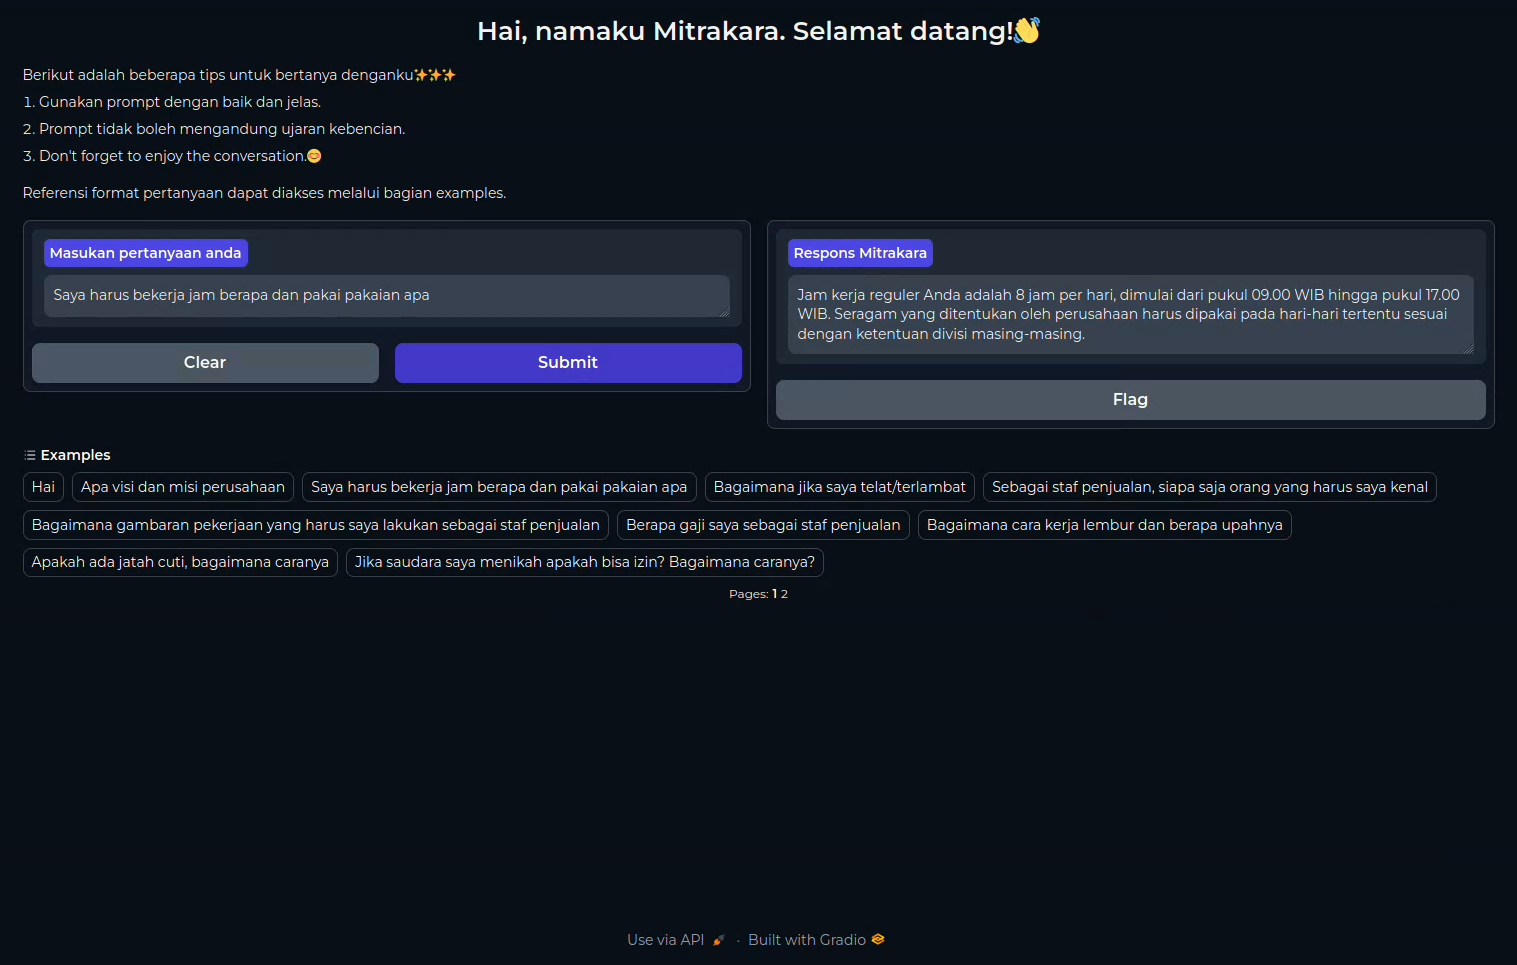 Hai, namaku Mitrakara. Selamat datang!👋
Berikut adalah beberapa tips untuk bertanya denganku✨✨✨
1. Gunakan prompt dengan baik dan jelas.
2. Prompt tidak boleh mengandung ujaran kebencian.
3. Don't forget to enjoy the conversation.😊
Referensi format pertanyaan dapat diakses melalui bagian examples.
Masukan pertanyaan anda
Saya harus bekerja jam berapa dan pakai pakaian apa
Clear
Submit
Respons Mitrakara
Jam kerja reguler Anda adalah 8 jam per hari, dimulai dari pukul 09.00 WIB hingga pukul 17.00
WIB. Seragam yang ditentukan oleh perusahaan harus dipakai pada hari-hari tertentu sesuai
dengan ketentuan divisi masing-masing.
Flag
Examples
Hai
Apa visi dan misi perusahaan
Saya harus bekerja jam berapa dan pakai pakaian apa
Bagaimana jika saya telat/terlambat
Sebagai staf penjualan, siapa saja orang yang harus saya kenal
Bagaimana gambaran pekerjaan yang harus saya lakukan sebagai staf penjualan
Berapa gaji saya sebagai staf penjualan
Bagaimana cara kerja lembur dan berapa upahnya
Apakah ada jatah cuti, bagaimana caranya
Jika saudara saya menikah apakah bisa izin? Bagaimana caranya?
Pages: 1 2
Use via API 🚀 · Built with Gradio